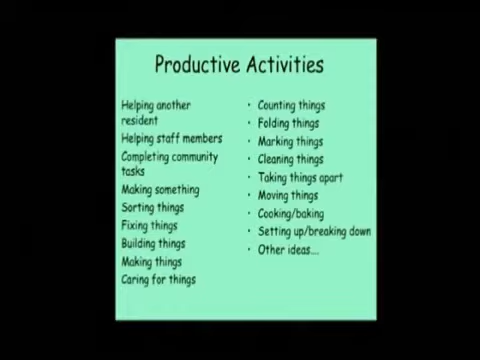 Productive Activities
Helping another
resident
Helping staff members
Completing community
tasks
Making something
Sorting things
Fixing things
Building things
Making things
Caring for things
• Counting things
• Folding things
• Marking things
• Cleaning things
• Taking things apart
• Moving things
• Cooking/baking
• Setting up/breaking down
• Other ideas....